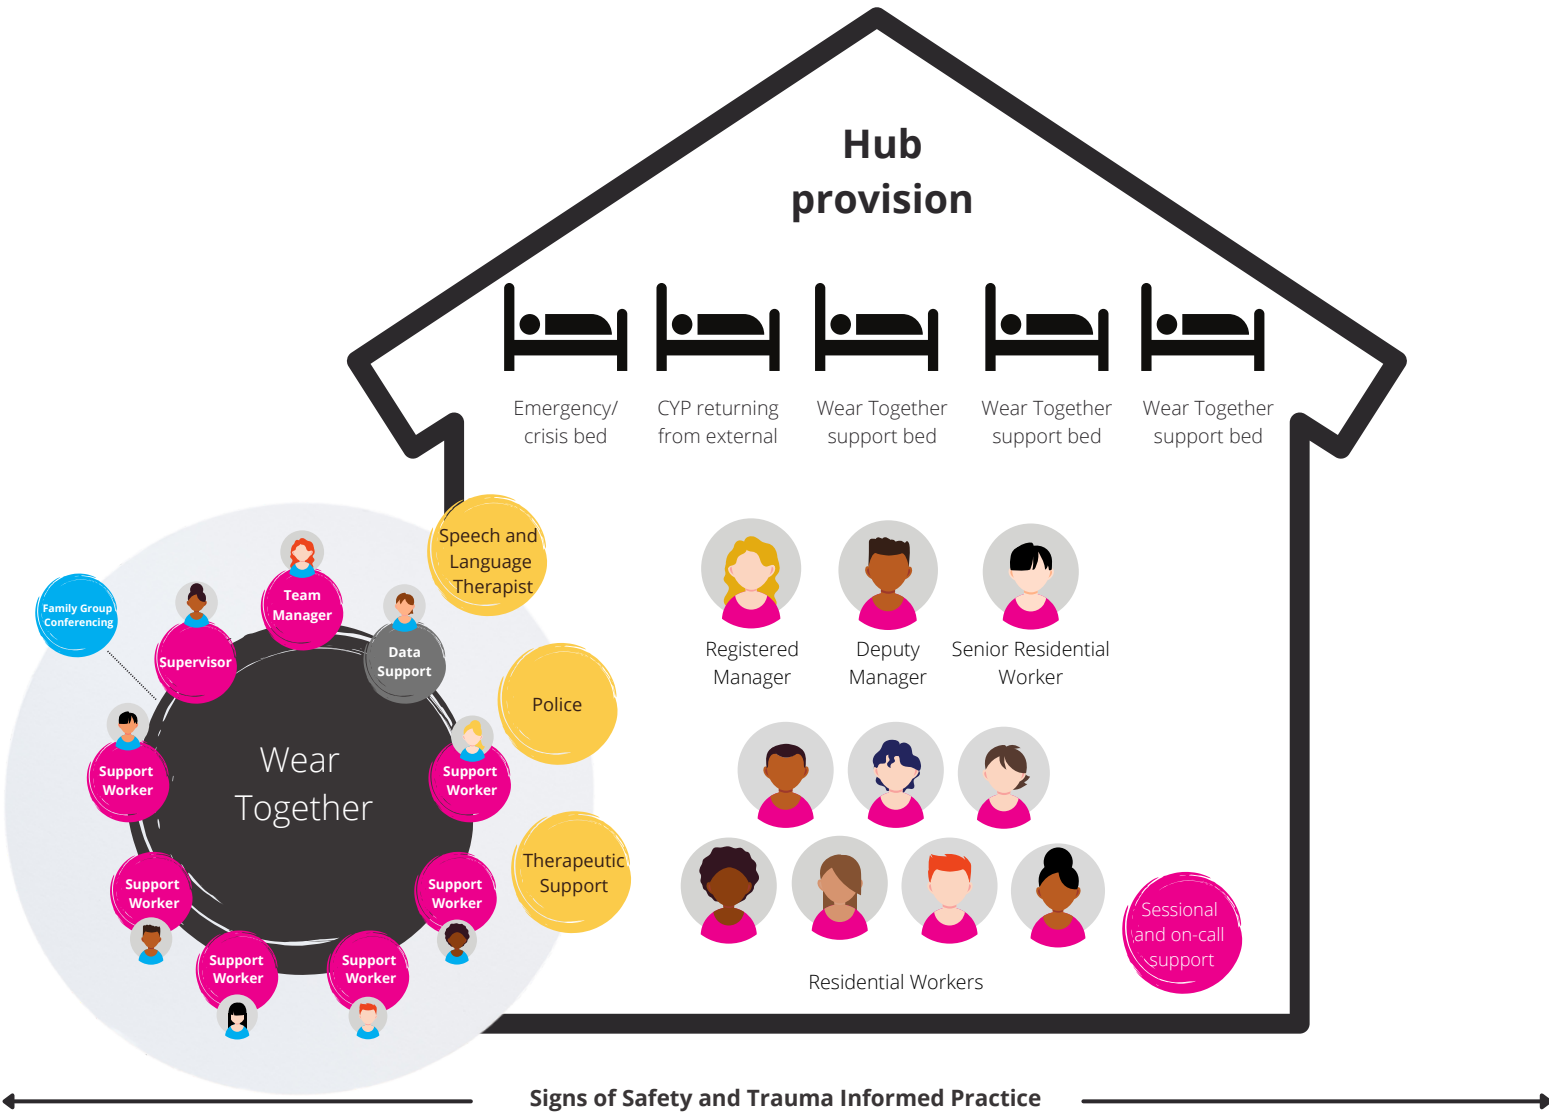 Hub
provision
Emergency/
crisis bed
CYP returning
from external
Wear Together
support bed
Wear Together
support bed
Wear Together
support bed
Speech and
Language
Therapist
Police
Therapeutic
Support
Family Group
Conferencing
Team
Manager
Supervisor
Data
Support
Support
Worker
Support
Worker
Support
Worker
Support
Worker
Support
Worker
Support
Worker
Wear
Together
Registered
Manager
Deputy
Manager
Senior Residential
Worker
Residential Workers
Sessional
and on-call
support
Signs of Safety and Trauma Informed Practice